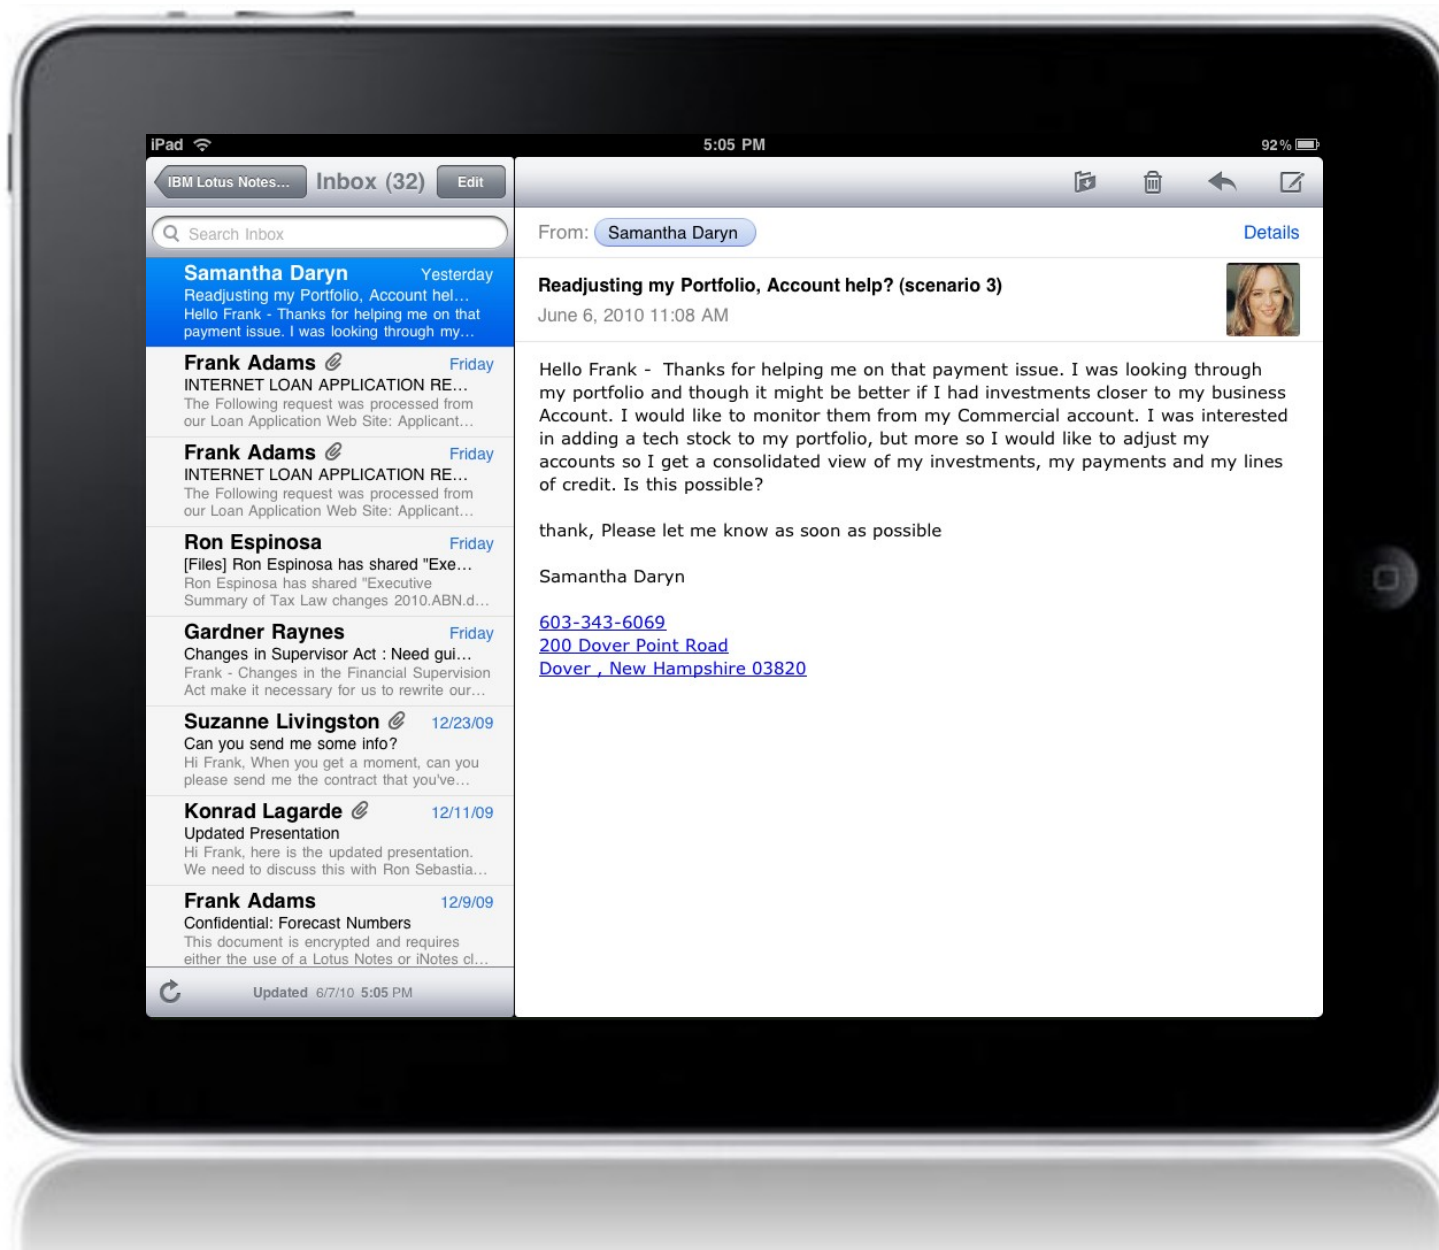 iPad 5:05 PM 92%
IBM Lotus Notes... Inbox (32) Edit
Search Inbox
Samantha Daryn Yesterday
Readjusting my Portfolio, Account hel...
Hello Frank - Thanks for helping me on that
payment issue. I was looking through my...
Frank Adams Friday
INTERNET LOAN APPLICATION RE...
The Following request was processed from
our Loan Application Web Site: Applicant...
Frank Adams Friday
INTERNET LOAN APPLICATION RE...
The Following request was processed from
our Loan Application Web Site: Applicant...
Ron Espinosa Friday
[Files] Ron Espinosa has shared "Exe...
Ron Espinosa has shared "Executive
Summary of Tax Law changes 2010.ABN.d...
Gardner Raynes Friday
Changes in Supervisor Act : Need gui...
Frank - Changes in the Financial Supervision
Act make it necessary for us to rewrite our...
Suzanne Livingston 12/23/09
Can you send me some info?
Hi Frank, When you get a moment, can you
please send me the contract that you've...
Konrad Lagarde 12/11/09
Updated Presentation
Hi Frank, here is the updated presentation.
We need to discuss this with Ron Sebastia...
Frank Adams 12/9/09
Confidential: Forecast Numbers
This document is encrypted and requires
either the use of a Lotus Notes or iNotes cl...
Updated 6/7/10 5:05 PM
From: Samantha Daryn Details
Readjusting my Portfolio, Account help? (scenario 3)
June 6, 2010 11:08 AM
Hello Frank - Thanks for helping me on that payment issue. I was looking through
my portfolio and though it might be better if I had investments closer to my business
Account. I would like to monitor them from my Commercial account. I was interested
in adding a tech stock to my portfolio, but more so I would like to adjust my
accounts so I get a consolidated view of my investments, my payments and my lines
of credit. Is this possible?
thank, Please let me know as soon as possible
Samantha Daryn
603-343-6069
200 Dover Point Road
Dover , New Hampshire 03820